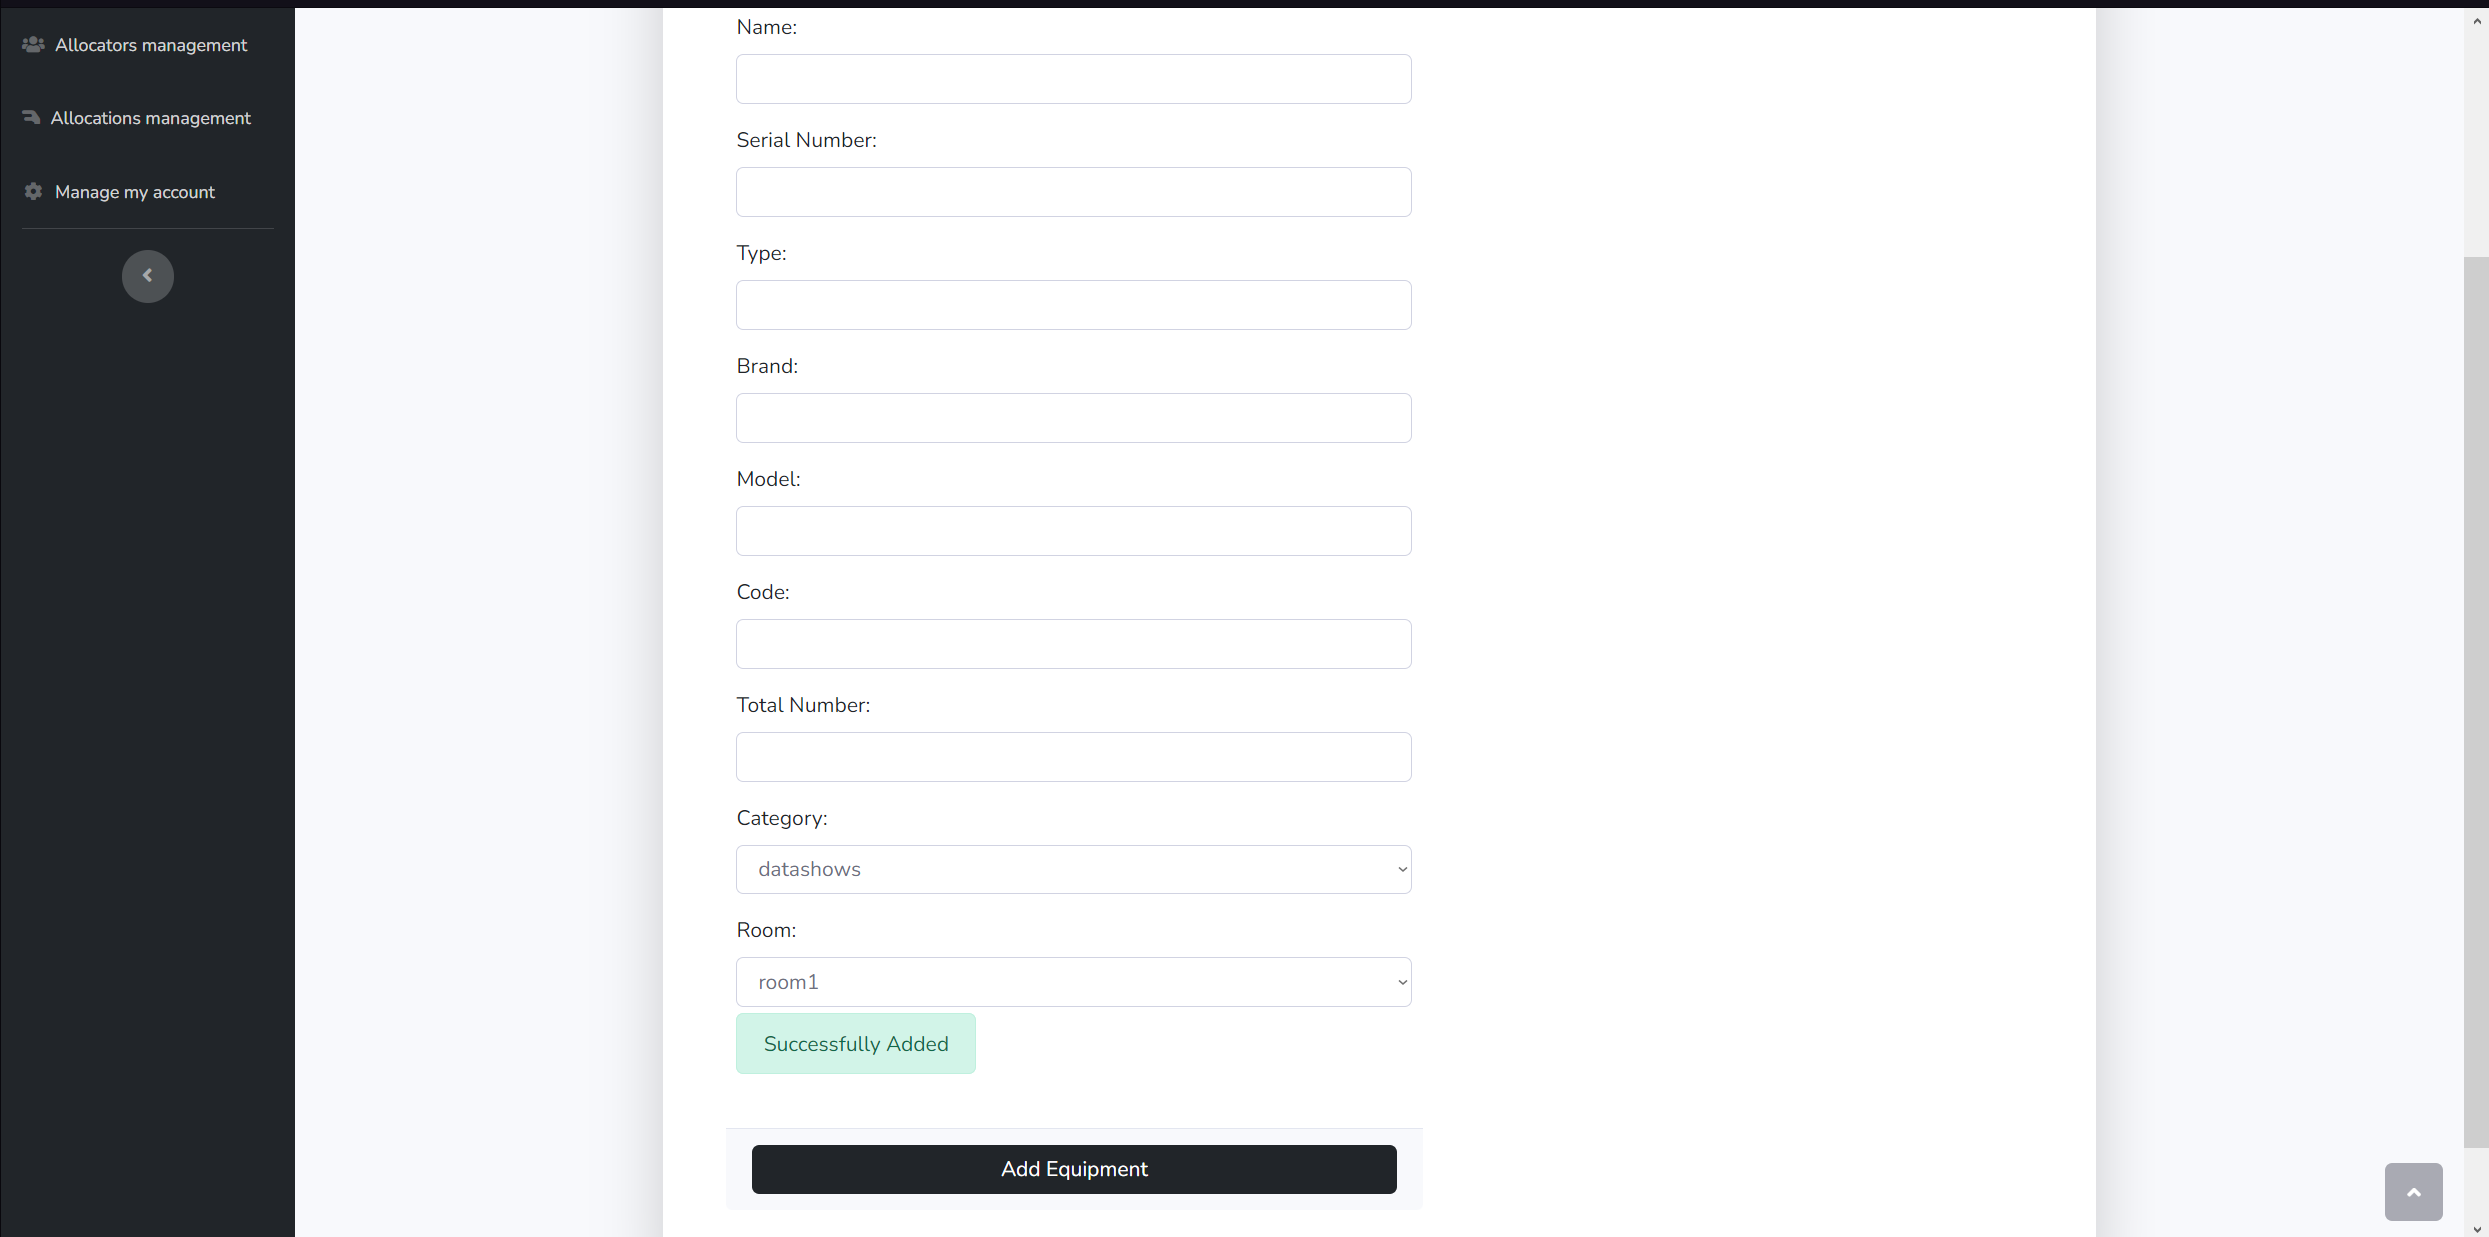 Allocators management
Allocations management
Manage my account
Name:
Serial Number:
Type:
Brand:
Model:
Code:
Total Number:
Category:
datashows
Room:
room1
Successfully Added
Add Equipment